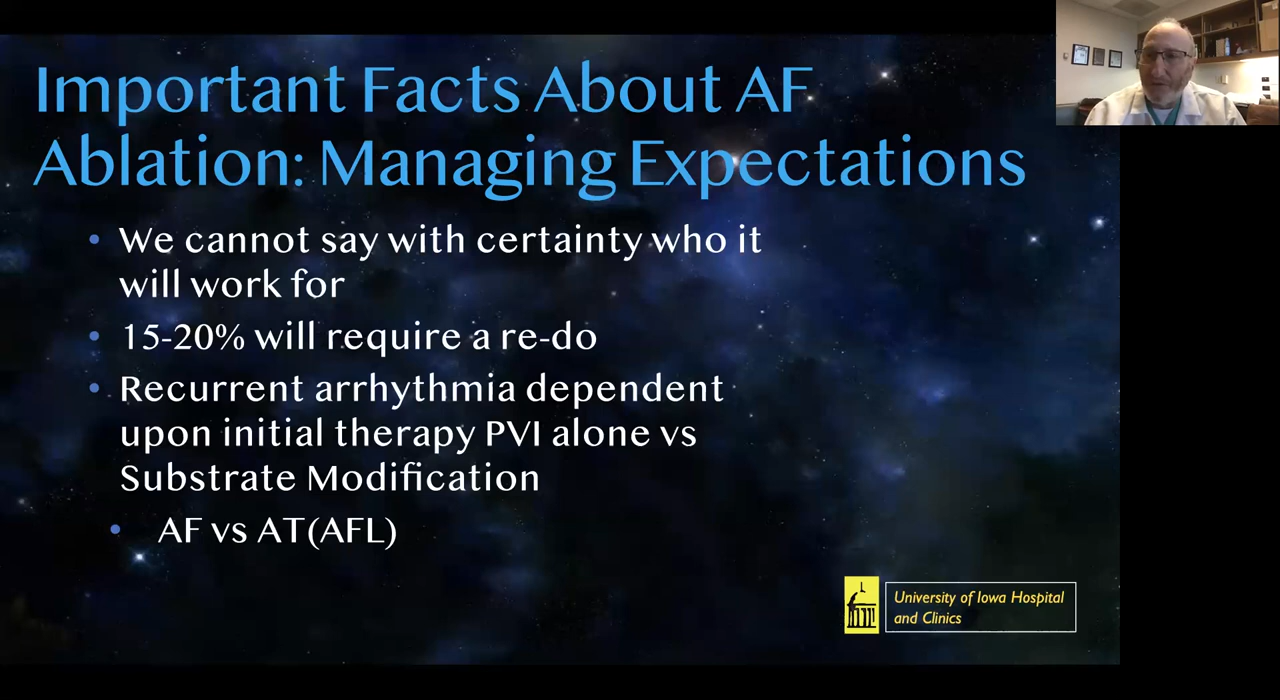 Important Facts About AF
Ablation: Managing Expectations
• We cannot say with certainty who it
will work for
• 15-20% will require a re-do
• Recurrent arrhythmia dependent
upon initial therapy PVI alone vs
Substrate Modification
• AF vs AT(AFL)
University of Iowa Hospital
and Clinics